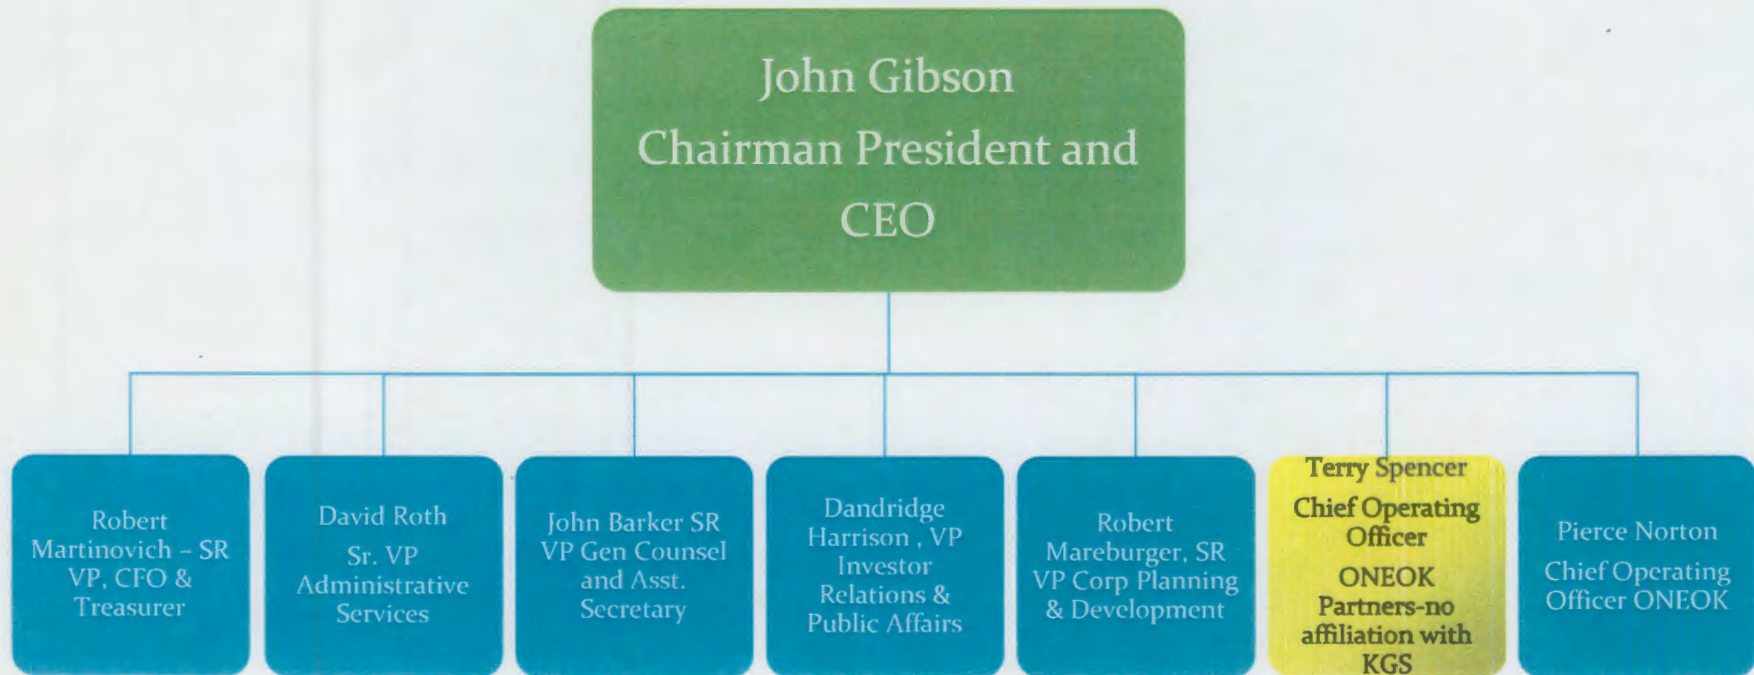 John Gibson
Chairman President and
CEO
Robert
Martinovich – SR
VP, CFO &
Treasurer
David Roth
Sr. VP
Administrative
Services
John Barker SR
VP Gen Counsel
and Asst.
Secretary
Dandridge
Harrison , VP
Investor
Relations &
Public Affairs
Robert
Mareburger, SR
VP Corp Planning
& Development
Terry Spencer
Chief Operating
Officer
ONEOK
Partners-no
affiliation with
KGS
Pierce Norton
Chief Operating
Officer ONEOK